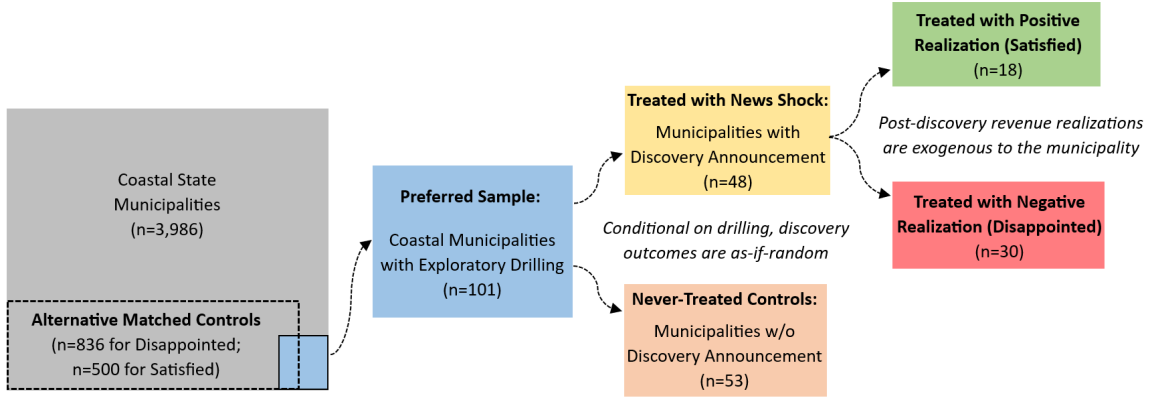 Coastal State
Municipalities
(n=3,986)
Alternative Matched Controls
(n=836 for Disappointed;
n=500 for Satisfied)
Preferred Sample:
Coastal Municipalities
with Exploratory Drilling
(n=101)
Treated with News Shock:
Municipalities with
Discovery Announcement
(n=48)
Conditional on drilling, discovery
outcomes are as-if-random
Never-Treated Controls:
Municipalities w/o
Discovery Announcement
(n=53)
Treated with Positive
Realization (Satisfied)
(n=18)
Post-discovery revenue realizations
are exogenous to the municipality
Treated with Negative
Realization (Disappointed)
(n=30)